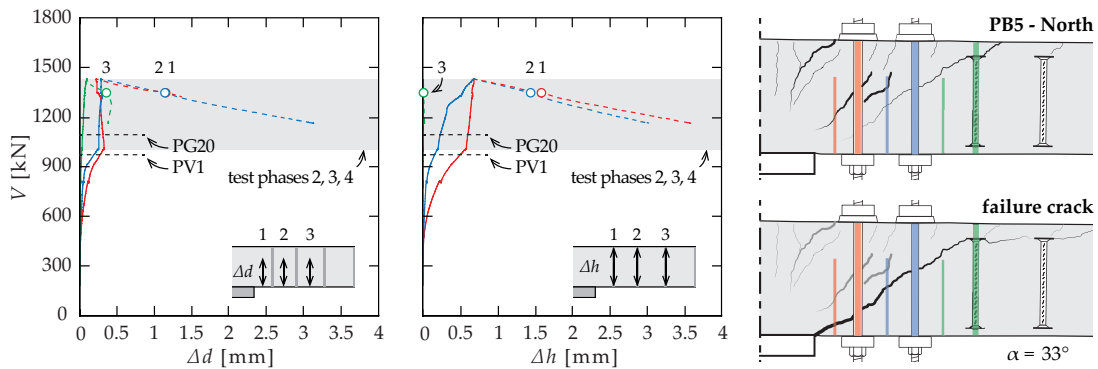 1800
1500
1200
900
600
300
0
V [kN]
3
2 1
PG20
PV1
test phases 2, 3, 4
1 2 3
Δd
0 0.5 1 1.5 2 2.5 3 3.5 4
Δd [mm]
3
2 1
PG20
PV1
test phases 2, 3, 4
1 2 3
Δh
0 0.5 1 1.5 2 2.5 3 3.5 4
Δh [mm]
PB5 - North
failure crack
α = 33°